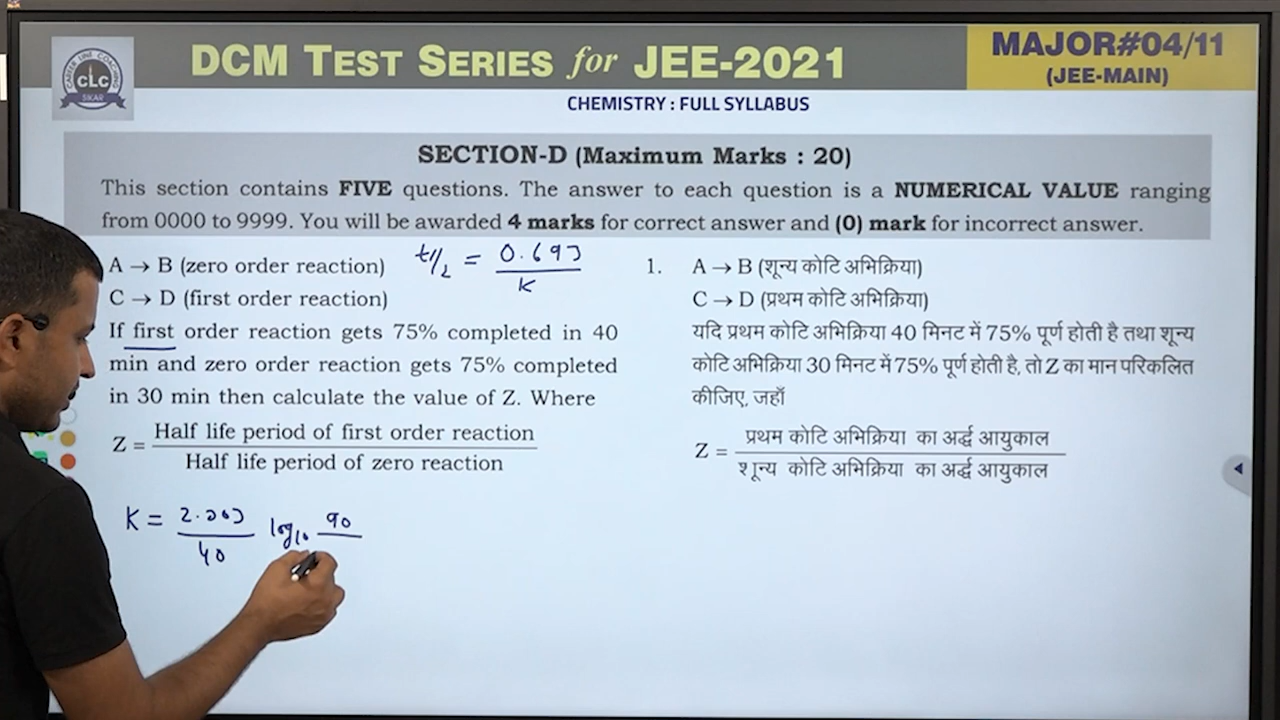 CAREER LINE COACHING
CLC
SIKAR
DCM TEST SERIES for JEE-2021
MAJOR#04/11
(JEE-MAIN)
CHEMISTRY : FULL SYLLABUS
SECTION-D (Maximum Marks : 20)
This section contains FIVE questions. The answer to each question is a NUMERICAL VALUE ranging
from 0000 to 9999. You will be awarded 4 marks for correct answer and (0) mark for incorrect answer.
A → B (zero order reaction)
C → D (first order reaction)
If first order reaction gets 75% completed in 40
min and zero order reaction gets 75% completed
in 30 min then calculate the value of Z. Where
Z = Half life period of first order reaction
Half life period of zero reaction
t1/2 = 0.693
K
K = 2.303 log10 a0
40
1. A → B (शून्य कोटि अभिक्रिया)
C → D (प्रथम कोटि अभिक्रिया)
यदि प्रथम कोटि अभिक्रिया 40 मिनट में 75% पूर्ण होती है तथा शून्य
कोटि अभिक्रिया 30 मिनट में 75% पूर्ण होती है, तो Z का मान परिकलित
कीजिए, जहाँ
Z = प्रथम कोटि अभिक्रिया का अर्द्ध आयुकाल
शून्य कोटि अभिक्रिया का अर्द्ध आयुकाल